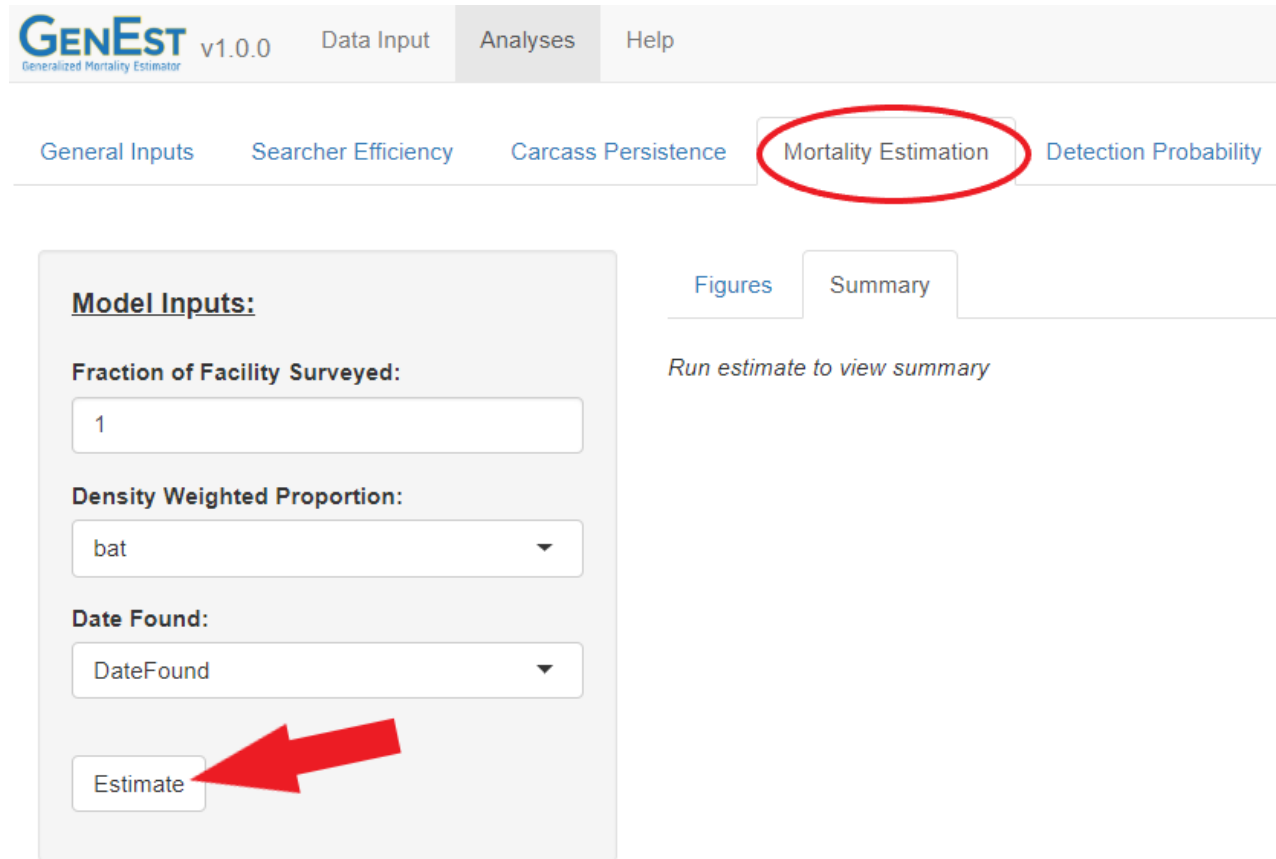 GENEST v1.0.0 Data Input Analyses Help
Generalized Mortality Estimator
General Inputs Searcher Efficiency Carcass Persistence Mortality Estimation Detection Probability
Model Inputs:
Fraction of Facility Surveyed:
1
Density Weighted Proportion:
bat
Date Found:
DateFound
Estimate
Figures Summary
Run estimate to view summary